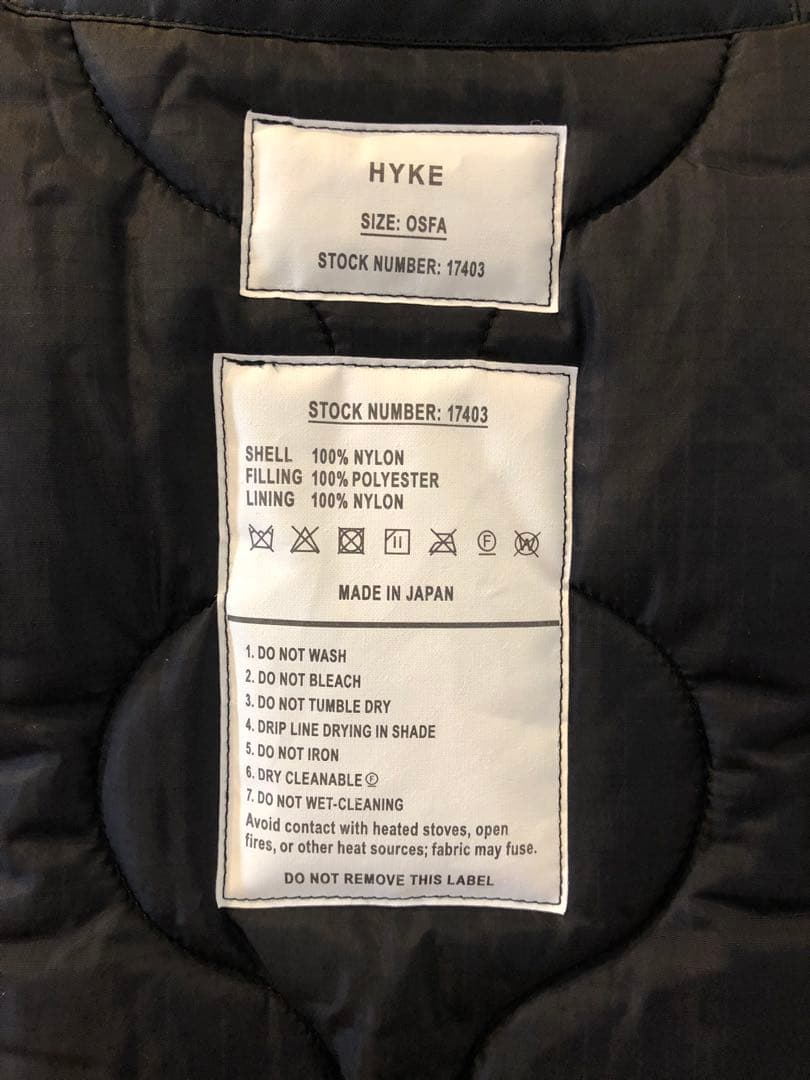 HYKE
SIZE: OSFA
STOCK NUMBER: 17403
STOCK NUMBER: 17403
SHELL 100% NYLON
FILLING 100% POLYESTER
LINING 100% NYLON
F W
MADE IN JAPAN
1. DO NOT WASH
2. DO NOT BLEACH
3. DO NOT TUMBLE DRY
4. DRIP LINE DRYING IN SHADE
5. DO NOT IRON
6. DRY CLEANABLE Ⓕ
7. DO NOT WET-CLEANING
Avoid contact with heated stoves, open
fires, or other heat sources; fabric may fuse.
DO NOT REMOVE THIS LABEL